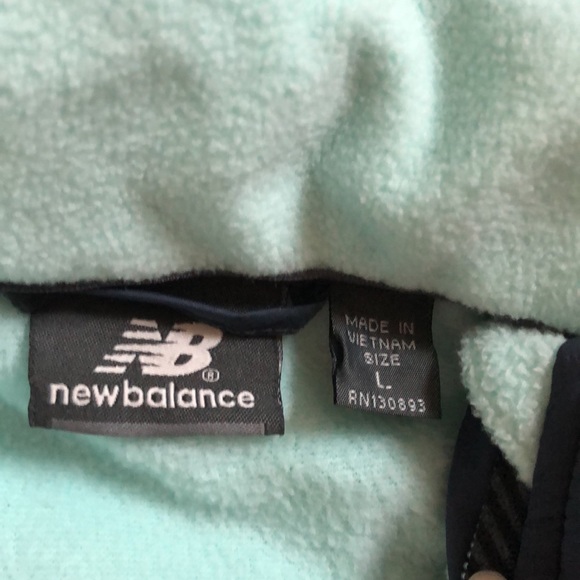 NB®
newbalance
MADE IN
VIETNAM
SIZE
L
RN130893